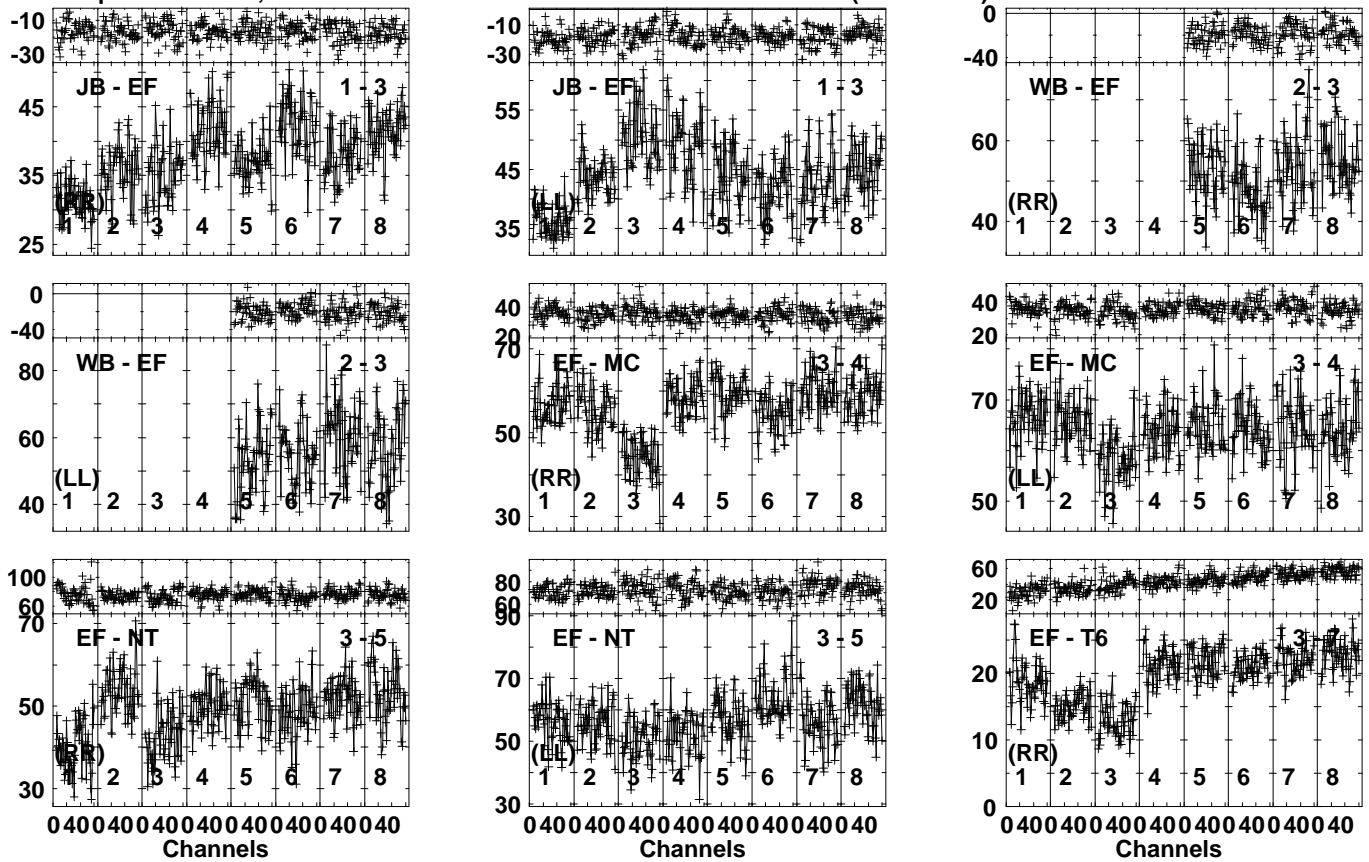 -10
-30
JB - EF 1 - 3
45
35
25
(RR)
1 2 3 4 5 6 7 8
-10
-30
JB - EF 1 - 3
55
45
35
(LL)
1 2 3 4 5 6 7 8
0
-40
WB - EF 2 - 3
60
40
(RR)
1 2 3 4 5 6 7 8
0
-40
WB - EF 2 - 3
80
60
40
(LL)
1 2 3 4 5 6 7 8
40
20
70
EF - MC 3 - 4
50
30
(RR)
1 2 3 4 5 6 7 8
40
20
EF - MC 3 - 4
70
50
(LL)
1 2 3 4 5 6 7 8
100
60
70
EF - NT 3 - 5
50
30
(RR)
1 2 3 4 5 6 7 8
80
60
90
EF - NT 3 - 5
70
50
30
(LL)
1 2 3 4 5 6 7 8
60
20
EF - T6 3 - 7
20
10
0
(RR)
1 2 3 4 5 6 7 8
0 40 0 40 0 40 0 40 0 40 0 40 0 40 0 40
Channels
0 40 0 40 0 40 0 40 0 40 0 40 0 40 0 40
Channels
0 40 0 40 0 40 0 40 0 40 0 40 0 40 0 40
Channels